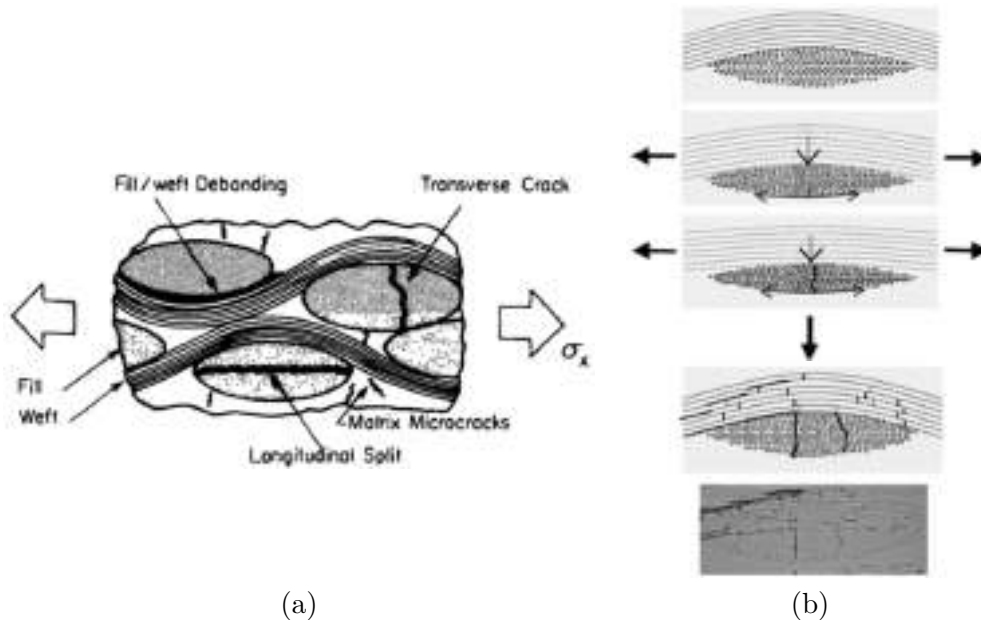 Fill/weft Debonding
Transverse Crack
σx
Fill
Weft
Matrix Microcracks
Longitudinal Split
(a)
(b)